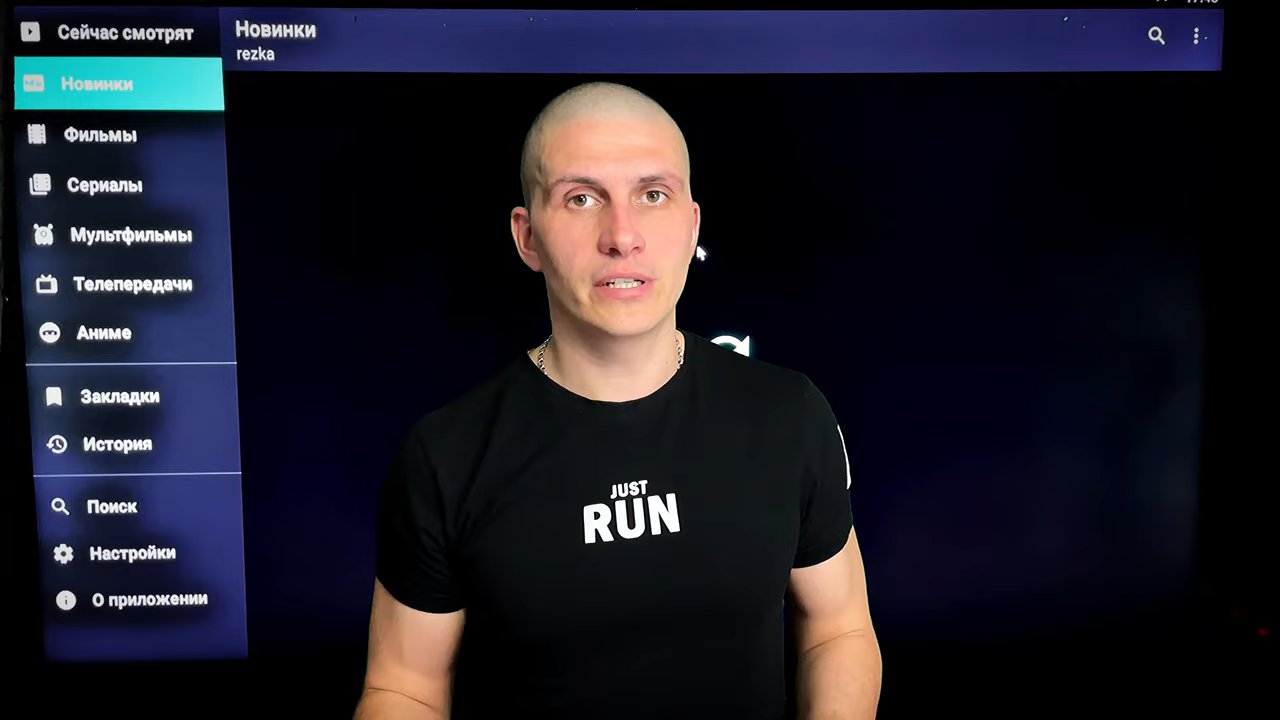 Сейчас смотрят
Новинки
rezka
Новинки
Фильмы
Сериалы
Мультфильмы
Телепередачи
Аниме
Закладки
История
Поиск
Настройки
О приложении
JUST
RUN